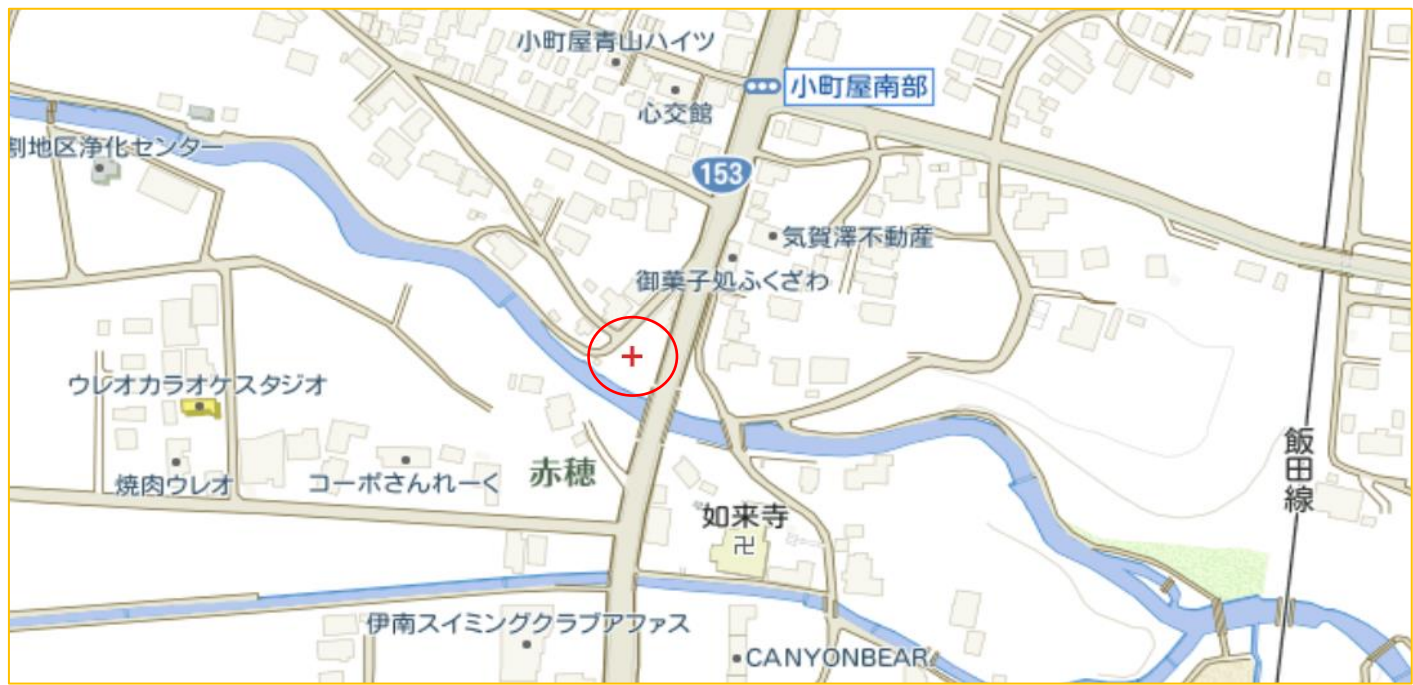 小町屋青山ハイツ
小町屋南部
心交館
割地区浄化センター
153
気賀澤不動産
御菓子処ふくざわ
ウレオカラオケスタジオ
飯田線
赤穂
焼肉ウレオ
コーポさんれーく
如来寺
卍
伊南スイミングクラブアファス
CANYONBEAR